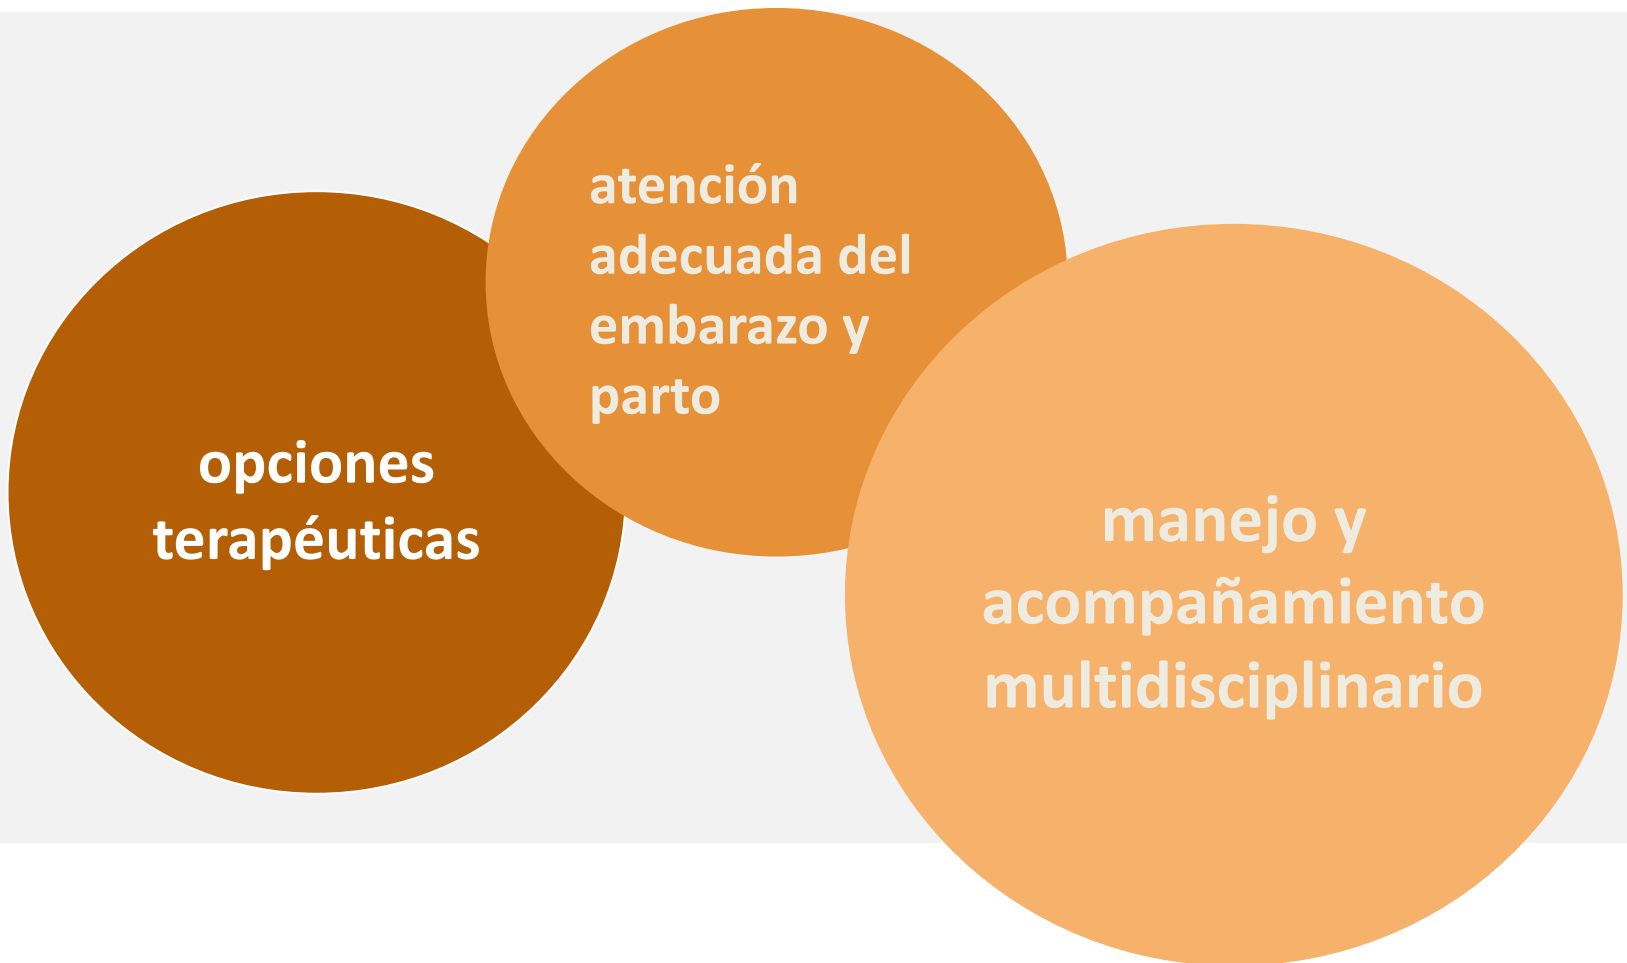 opciones
terapéuticas
atención
adecuada del
embarazo y
parto
manejo y
acompañamiento
multidisciplinario